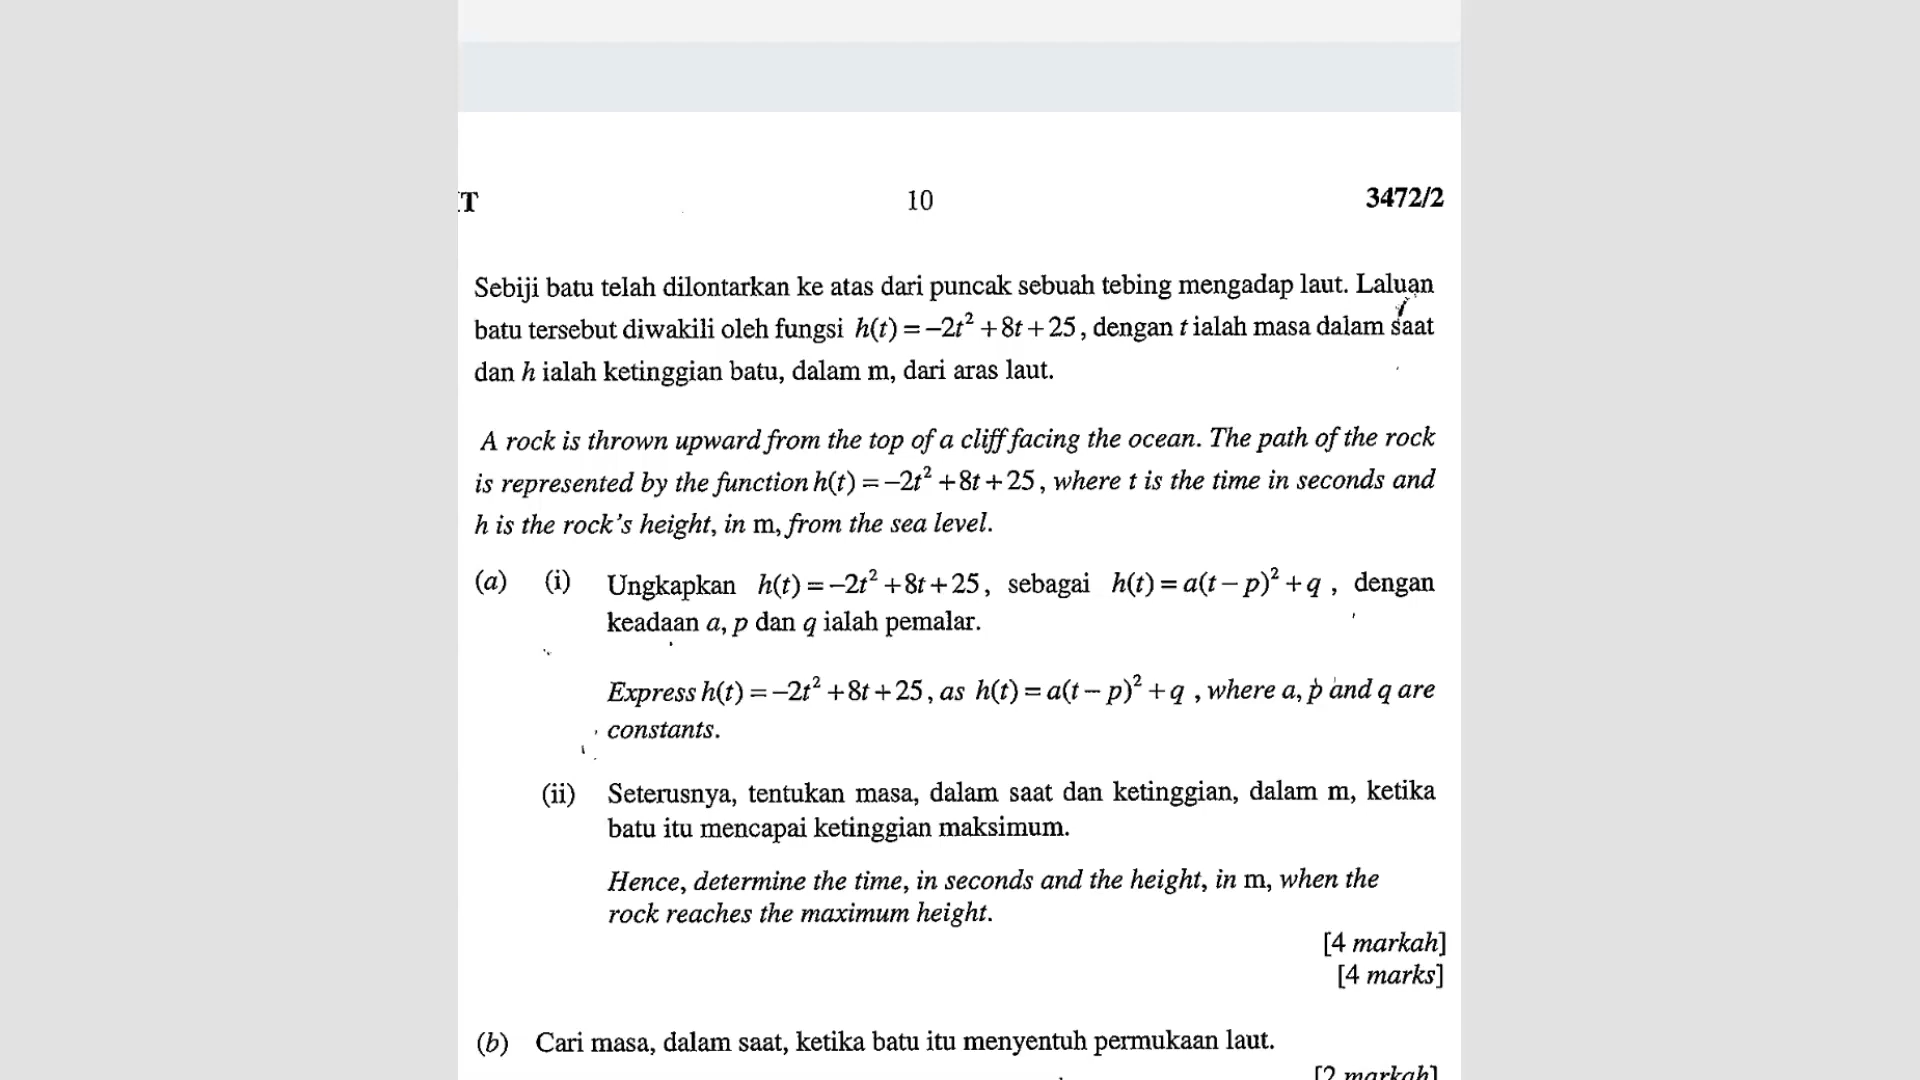 T 10 3472/2
Sebiji batu telah dilontarkan ke atas dari puncak sebuah tebing mengadap laut. Laluan
batu tersebut diwakili oleh fungsi h(t) = −2t² + 8t + 25, dengan t ialah masa dalam saat
dan h ialah ketinggian batu, dalam m, dari aras laut.
A rock is thrown upward from the top of a cliff facing the ocean. The path of the rock
is represented by the function h(t) = −2t² + 8t + 25, where t is the time in seconds and
h is the rock's height, in m, from the sea level.
(a) (i) Ungkapkan h(t) = −2t² + 8t + 25, sebagai h(t) = a(t − p)² + q , dengan
keadaan a, p dan q ialah pemalar.
Express h(t) = −2t² + 8t + 25, as h(t) = a(t − p)² + q , where a, p and q are
constants.
(ii) Seterusnya, tentukan masa, dalam saat dan ketinggian, dalam m, ketika
batu itu mencapai ketinggian maksimum.
Hence, determine the time, in seconds and the height, in m, when the
rock reaches the maximum height.
[4 markah]
[4 marks]
(b) Cari masa, dalam saat, ketika batu itu menyentuh permukaan laut.
[2 markah]